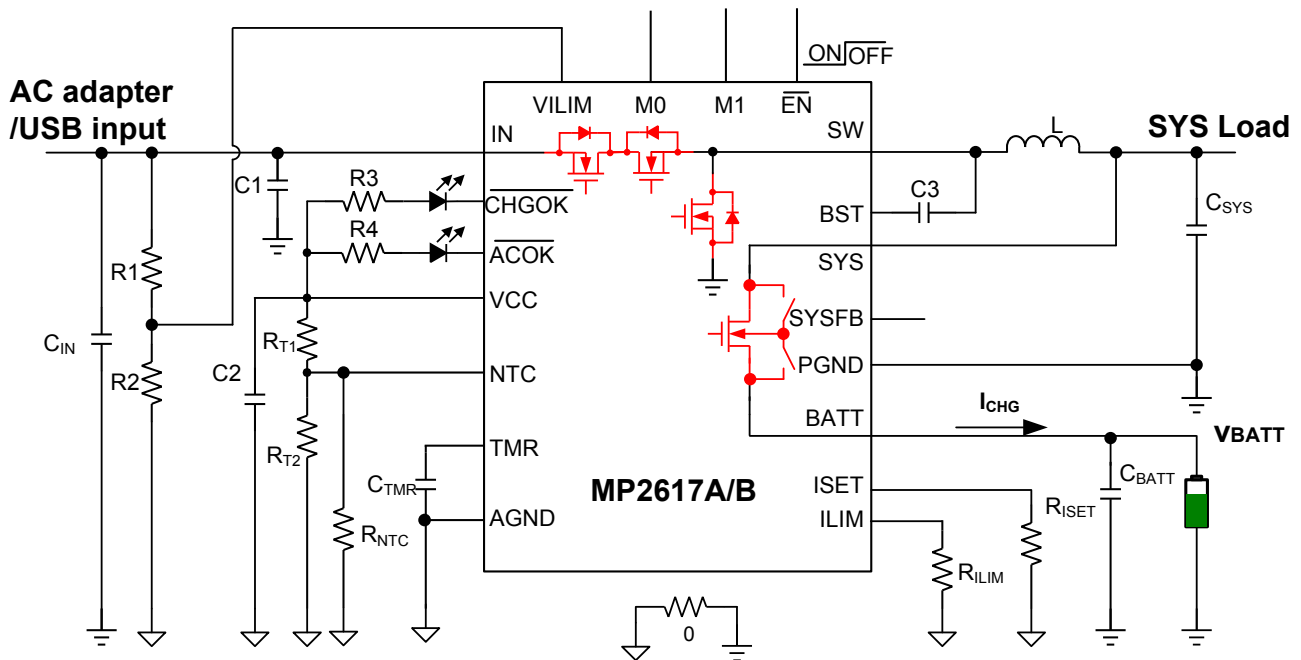 ON OFF
AC adapter
/USB input
VILIM M0 M1 EN
IN SW L SYS Load
C1 R3 CHGOK C3 BST CSYS
R4 ACOK SYS
R1
VCC SYSFB
CIN RT1
R2 C2 NTC PGND
ICHG
BATT VBATT
RT2 TMR CBATT
CTMR MP2617A/B ISET RISET
AGND ILIM
RNTC RILIM
0